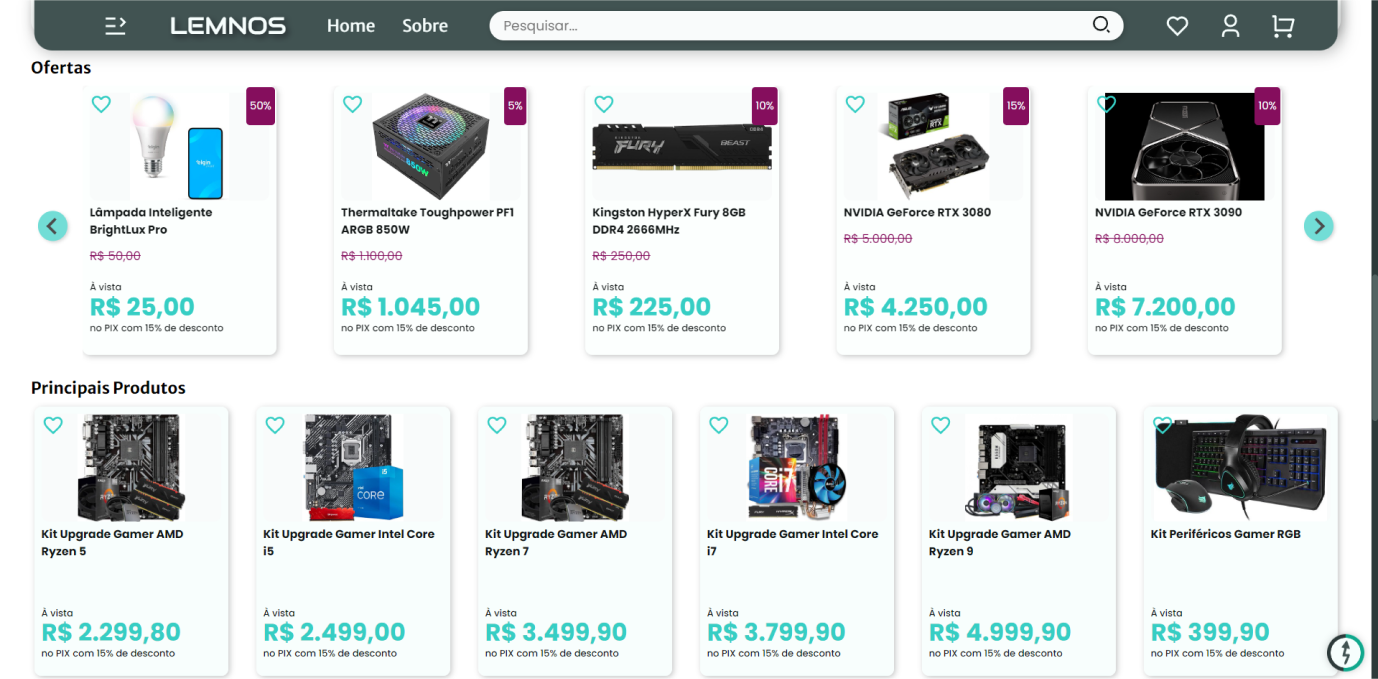 LEMNOS
Home
Sobre
Pesquisar...
Ofertas
50%
Lâmpada Inteligente
BrightLux Pro
R$ 50,00
À vista
R$ 25,00
no PIX com 15% de desconto
5%
850W
Thermaltake Toughpower PF1
ARGB 850W
R$ 1.100,00
À vista
R$ 1.045,00
no PIX com 15% de desconto
10%
FURY
BEAST
Kingston HyperX Fury 8GB
DDR4 2666MHz
R$ 250,00
À vista
R$ 225,00
no PIX com 15% de desconto
15%
RTX
NVIDIA GeForce RTX 3080
R$ 5.000,00
À vista
R$ 4.250,00
no PIX com 15% de desconto
10%
NVIDIA GeForce RTX 3090
R$ 8.000,00
À vista
R$ 7.200,00
no PIX com 15% de desconto
Principais Produtos
Kit Upgrade Gamer AMD
Ryzen 5
À vista
R$ 2.299,80
no PIX com 15% de desconto
i5
CORE
Kit Upgrade Gamer Intel Core
i5
À vista
R$ 2.499,00
no PIX com 15% de desconto
Kit Upgrade Gamer AMD
Ryzen 7
À vista
R$ 3.499,90
no PIX com 15% de desconto
CORE i7
Kit Upgrade Gamer Intel Core
i7
À vista
R$ 3.799,90
no PIX com 15% de desconto
Kit Upgrade Gamer AMD
Ryzen 9
À vista
R$ 4.999,90
no PIX com 15% de desconto
Kit Periféricos Gamer RGB
À vista
R$ 399,90
no PIX com 15% de desconto